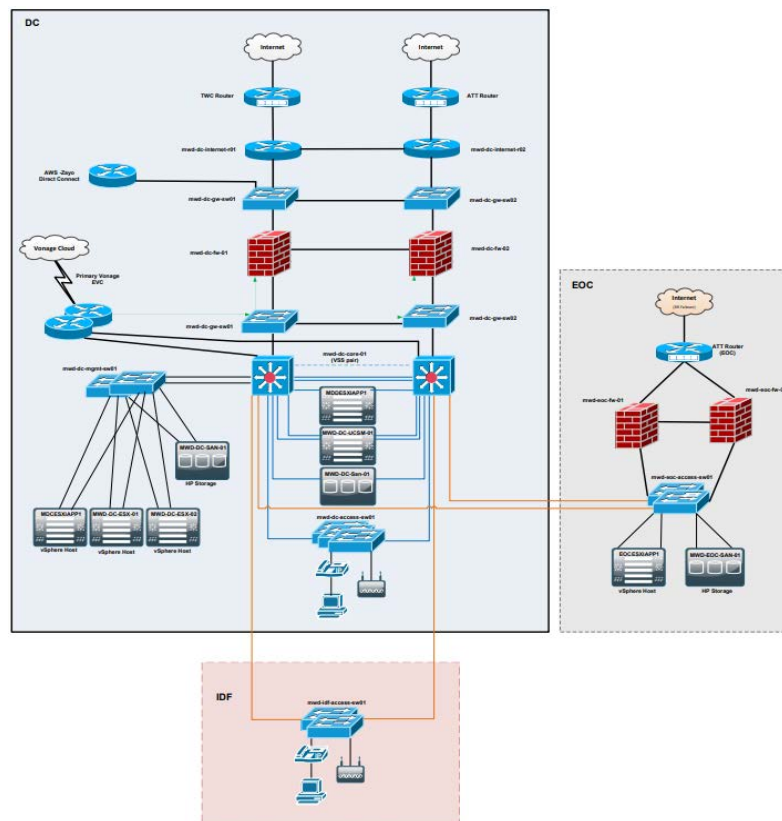 DC
Internet
Internet
TWC Router
ATT Router
mwd-dc-internet-r01
mwd-dc-internet-r02
AWS -Zayo
Direct Connect
mwd-dc-gw-sw01
mwd-dc-gw-sw02
Vonage Cloud
mwd-dc-fw-01
mwd-dc-fw-02
Primary Vonage
EVC
mwd-dc-gw-sw01
mwd-dc-gw-sw02
mwd-dc-core-01
(VSS pair)
mwd-dc-mgmt-sw01
MDCESXIAPP1
MWD-DC-UCSM-01
MWD-DC-SAN-01
HP Storage
MWD-DC-San-01
MDCESXIAPP1
MWD-DC-ESX-01
MWD-DC-ESX-02
vSphere Host
vSphere Host
vSphere Host
mwd-dc-access-sw01
EOC
Internet
ATT Router
(EOC)
mwd-eoc-fw-01
mwd-eoc-access-sw01
EOCESXIAPP1
MWD-EOC-SAN-01
vSphere Host
HP Storage
IDF
mwd-idf-access-sw01